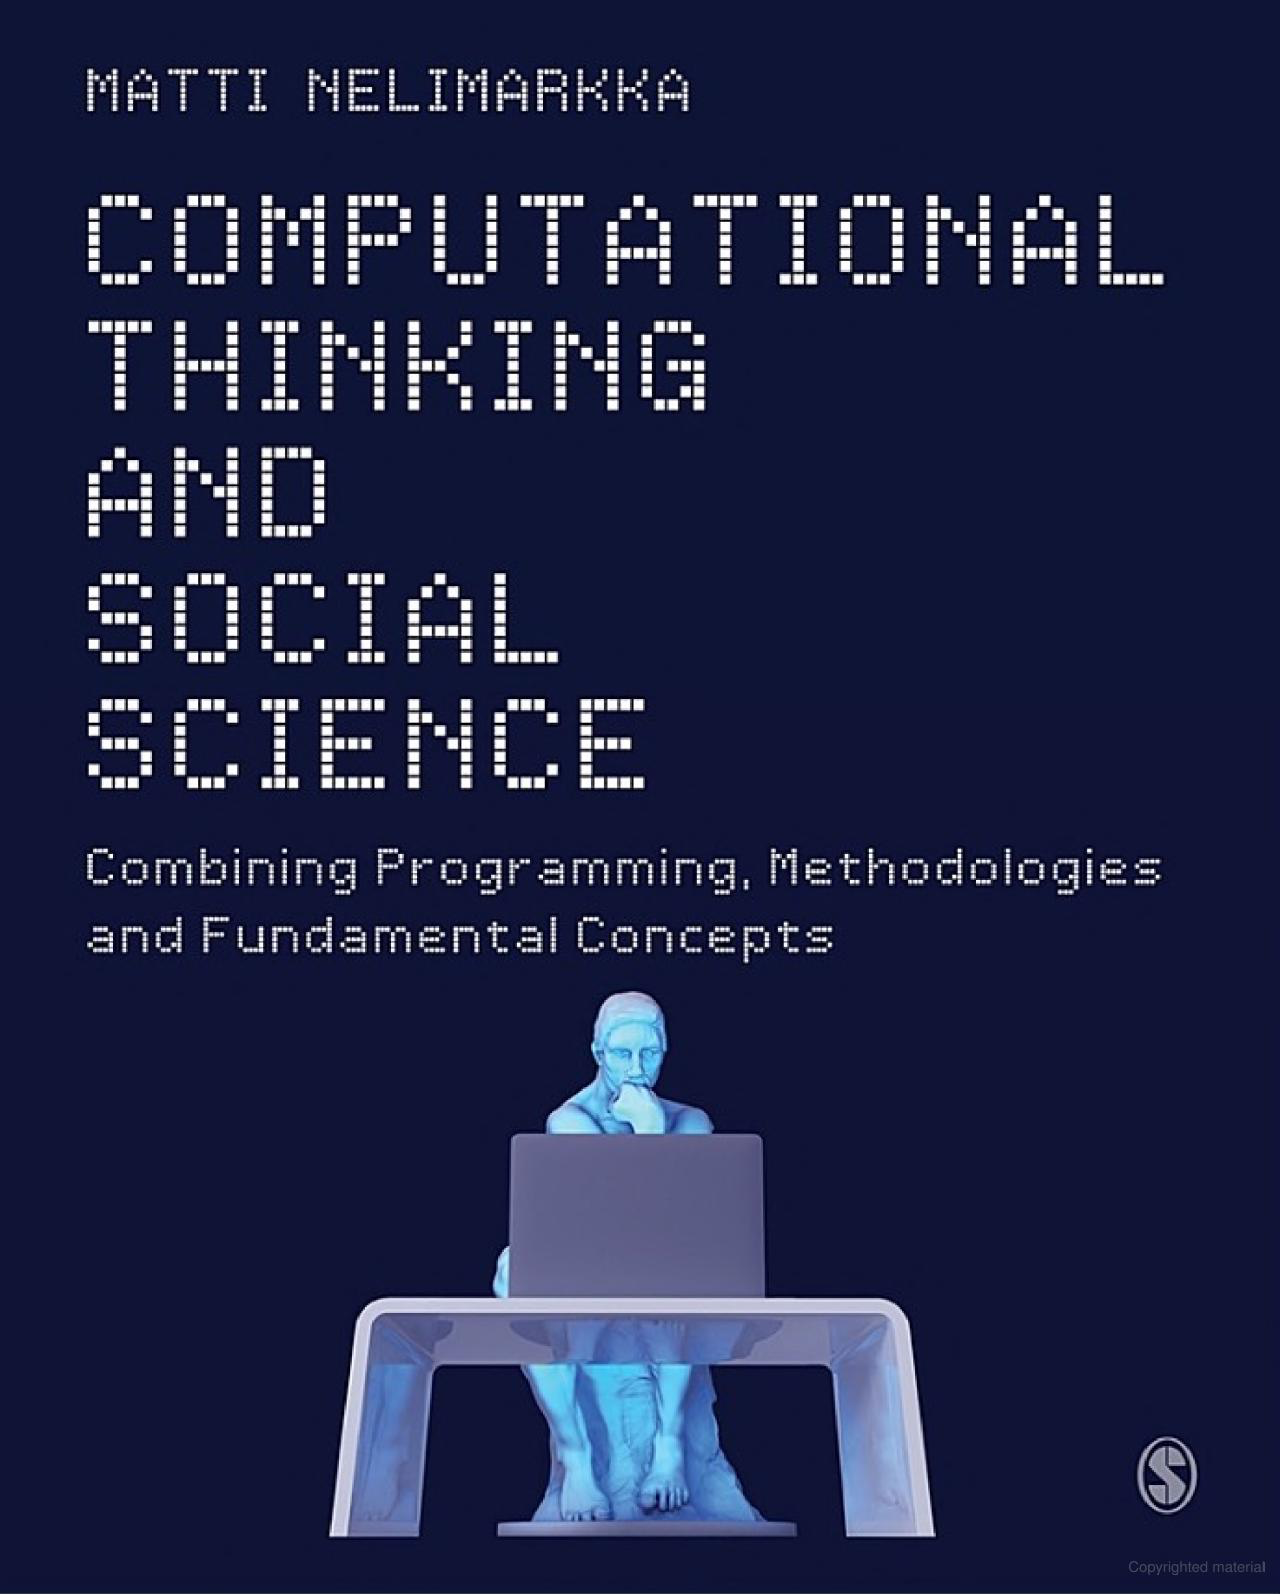 MATTI NELIMARKKA
COMPUTATIONAL
THINKING
AND
SOCIAL
SCIENCE
Combining Programming, Methodologies
and Fundamental Concepts
S
Copyrighted material